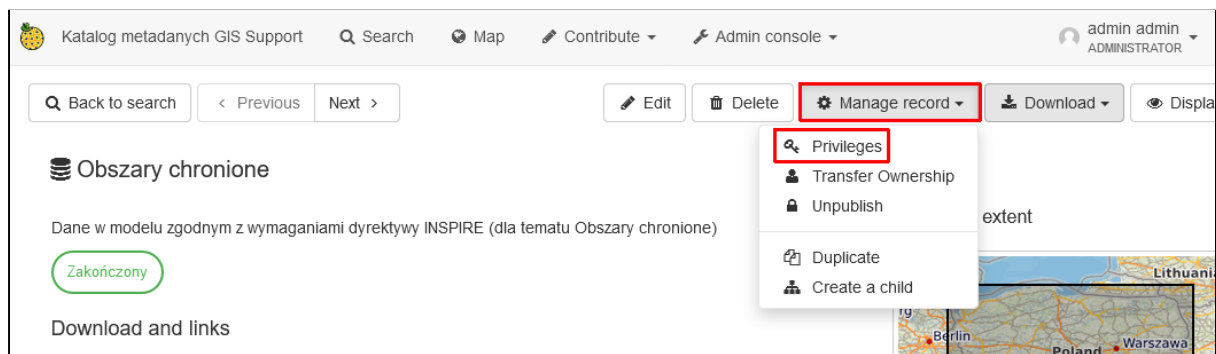 Katalog metadanych GIS Support Search Map Contribute Admin console admin admin
ADMINISTRATOR
Back to search < Previous Next > Edit Delete Manage record Download Displa
Privileges
Transfer Ownership
Unpublish
Duplicate
Create a child
Obszary chronione
Dane w modelu zgodnym z wymaganiami dyrektywy INSPIRE (dla tematu Obszary chronione)
Zakończony
Download and links
extent
Lithuani
rg
Berlin
Poland
Warszawa